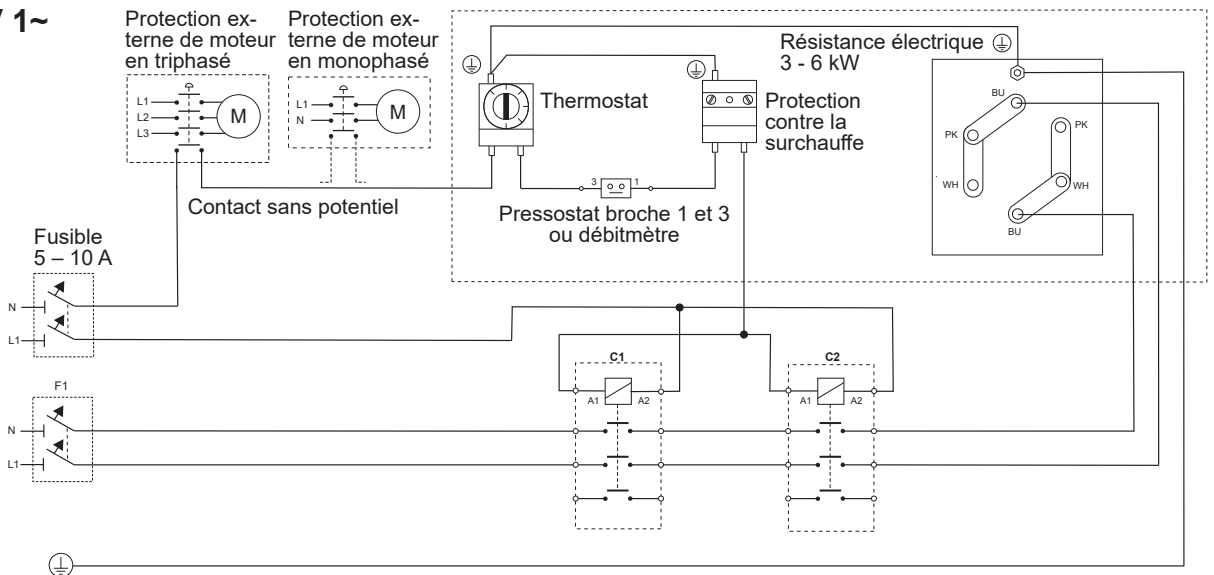 / 1~
Protection ex-
terne de moteur
en triphasé
Protection ex-
terne de moteur
en monophasé
Résistance électrique
3 - 6 kW
L1
L2
L3
M
L1
N
M
Thermostat
Protection
contre la
surchauffe
BU
PK
PK
WH
WH
BU
3
1
Contact sans potentiel
Pressostat broche 1 et 3
ou débitmètre
Fusible
5 – 10 A
N
L1
C1
C2
F1
A1
A2
A1
A2
N
L1